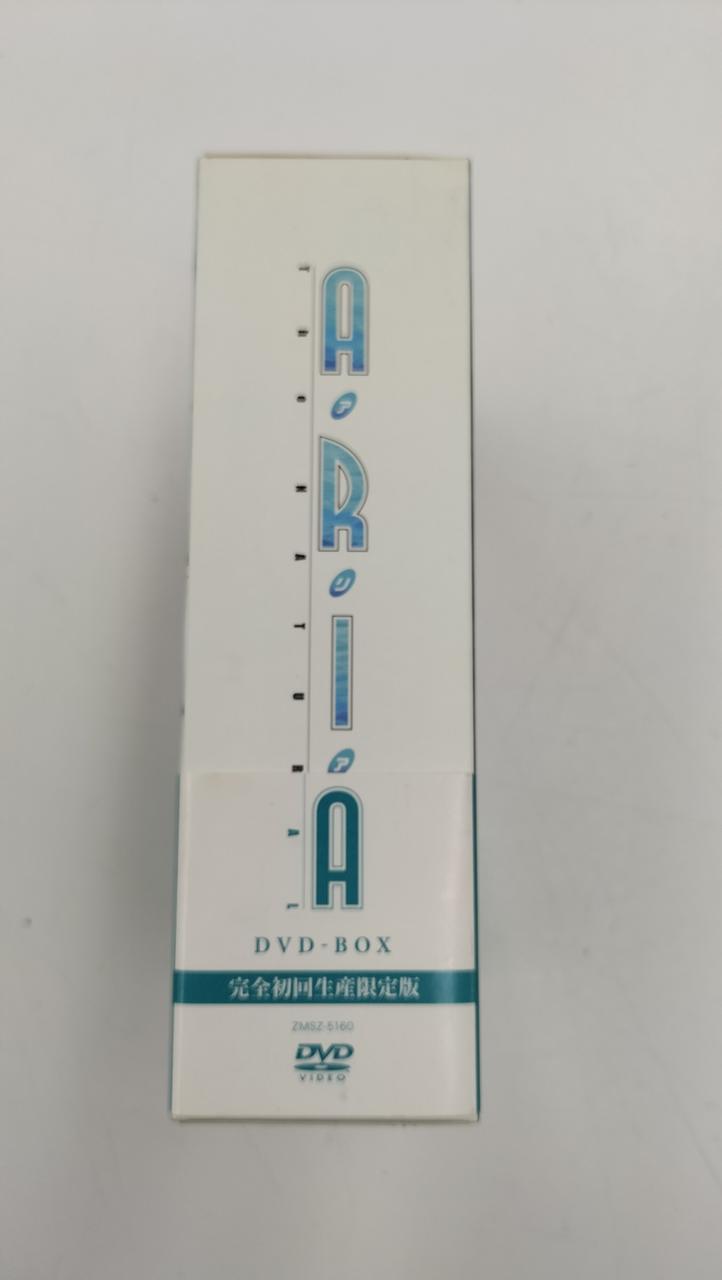 A・ア R・リ I・ア A
The NATURAL
DVD-BOX
完全初回生産限定版
ZMSZ-5160
DVD
VIDEO